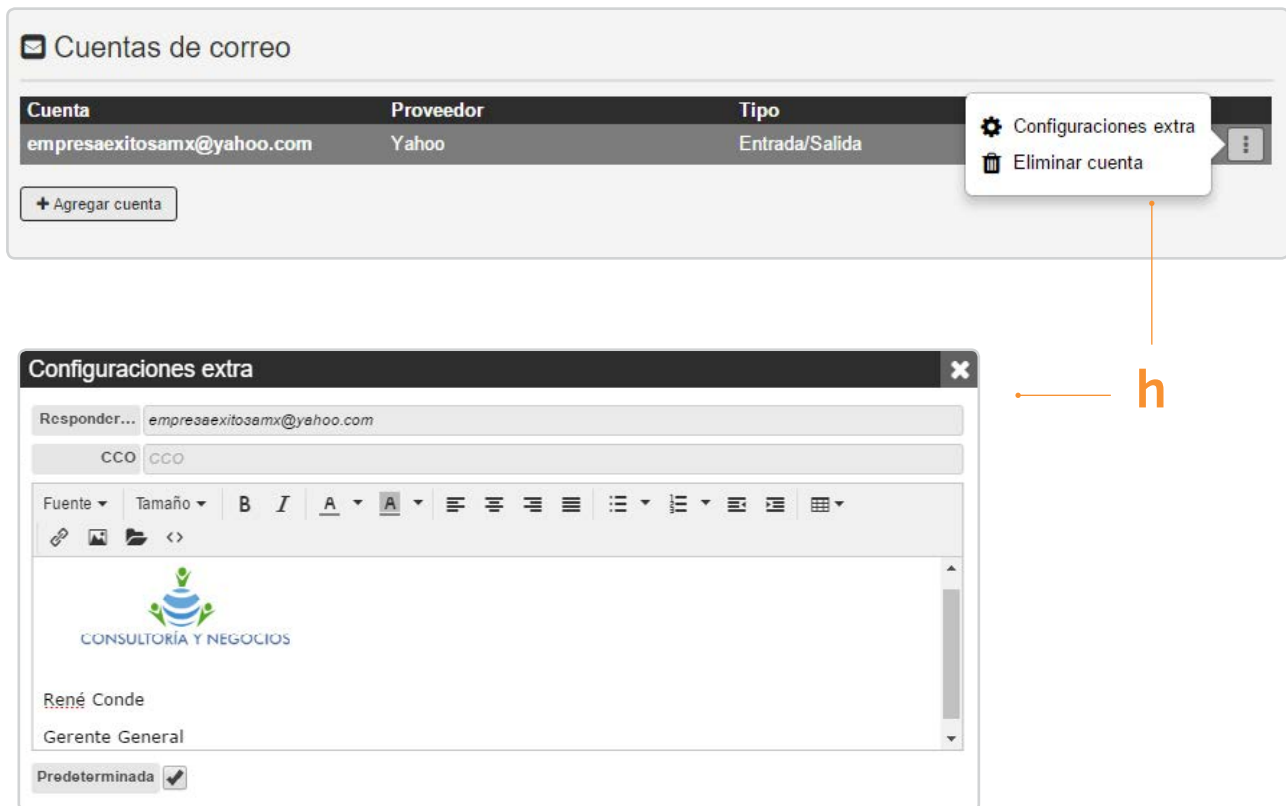 Cuentas de correo
Cuenta Proveedor Tipo
empresaexitosamx@yahoo.com Yahoo Entrada/Salida
Configuraciones extra
Eliminar cuenta
+ Agregar cuenta
h
Configuraciones extra
Responder... empresaexitosamx@yahoo.com
CCO CCO
Fuente Tamaño B I A A
CONSULTORÍA Y NEGOCIOS
René Conde
Gerente General
Predeterminada